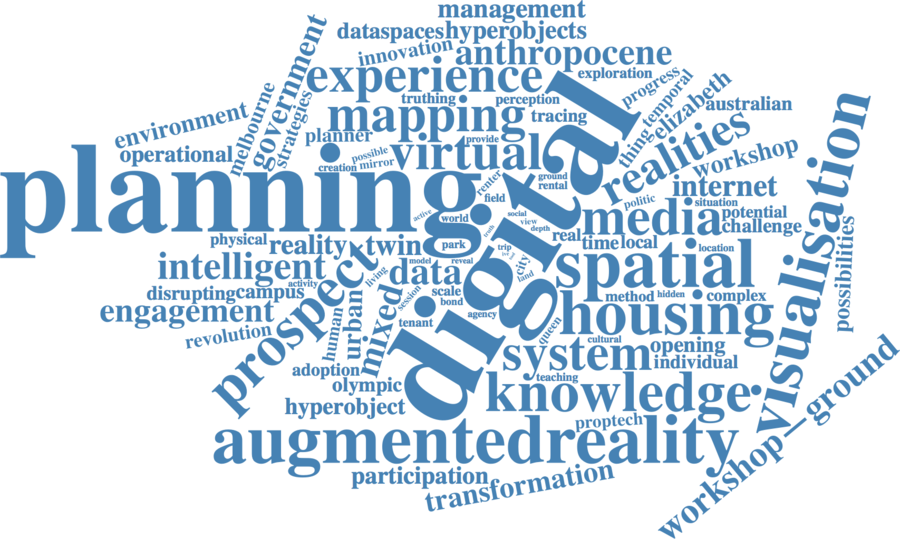 management
dataspaces
hyperobjects
innovation
anthropocene
government
experience
exploration
progress
truthing
perception
temporal
mapping
tracing
elizabeth
australian
environment
melbourne
strategies
planner
provide
thing
operational
possible
mirror
creation
virtual
digital
realities
workshop
planning
renter
ground
rental
field
politic
internet
situation
visualisation
active
world
social
view
depth
truth
media
potential
challenge
physical
reality
twin
park
trip
real
time
local
location
possibilities
intelligent
prospect
model
reveal
data
city
land
spatial
living
activity
disrupting
campus
scale
bond
session
method
hidden
complex
engagement
mixed
urban
human
tenant
agency
queen
housing
revolution
cultural
system
opening
individual
adoption
olympic
teaching
knowledge
hyperobject
proptech
augmentedreality
workshop—ground
participation
transformation